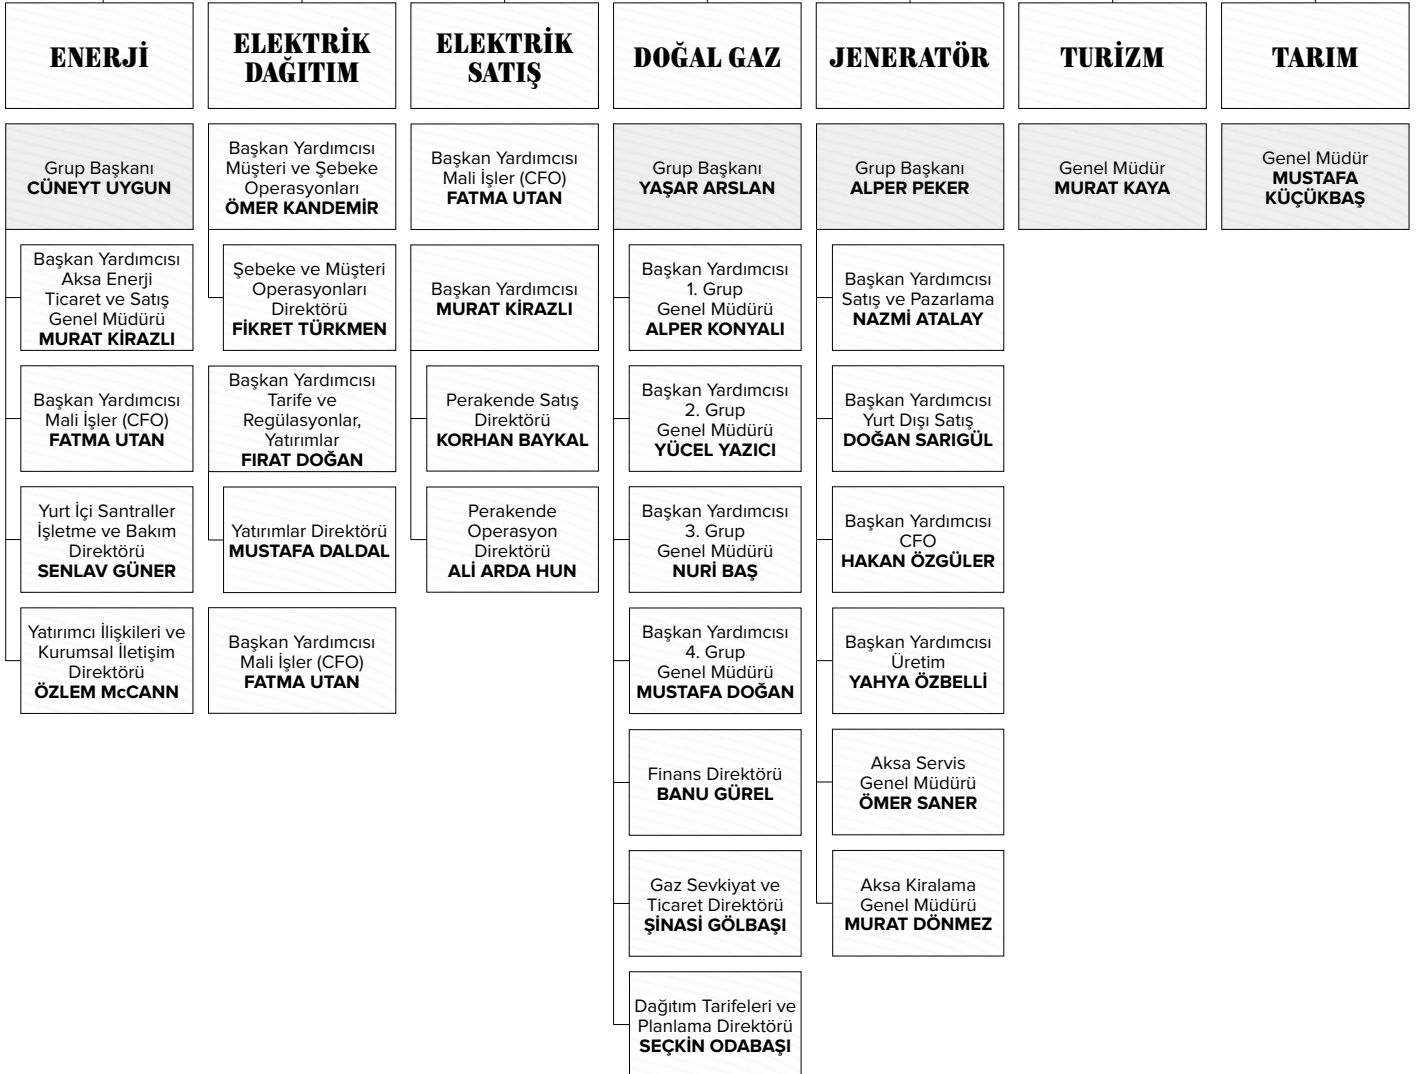 ENERJİ
Grup Başkanı
CÜNEYT UYGUN
Başkan Yardımcısı
Aksa Enerji
Ticaret ve Satış
Genel Müdürü
MURAT KİRAZLI
Başkan Yardımcısı
Mali İşler (CFO)
FATMA UTAN
Yurt İçi Santraller
İşletme ve Bakım
Direktörü
SENLAV GÜNER
Yatırımcı İlişkileri ve
Kurumsal İletişim
Direktörü
ÖZLEM McCANN
ELEKTRİK
DAĞITIM
Başkan Yardımcısı
Müşteri ve Şebeke
Operasyonları
ÖMER KANDEMİR
Şebeke ve Müşteri
Operasyonları
Direktörü
FİKRET TÜRKMEN
Başkan Yardımcısı
Tarife ve
Regülasyonlar,
Yatırımlar
FIRAT DOĞAN
Yatırımlar Direktörü
MUSTAFA DALDAL
Başkan Yardımcısı
Mali İşler (CFO)
FATMA UTAN
ELEKTRİK
SATIŞ
Başkan Yardımcısı
Mali İşler (CFO)
FATMA UTAN
Başkan Yardımcısı
MURAT KİRAZLI
Perakende Satış
Direktörü
KORHAN BAYKAL
Perakende
Operasyon
Direktörü
ALİ ARDA HUN
DOĞAL GAZ
Grup Başkanı
YAŞAR ARSLAN
Başkan Yardımcısı
1. Grup
Genel Müdürü
ALPER KONYALI
Başkan Yardımcısı
2. Grup
Genel Müdürü
YÜCEL YAZICI
Başkan Yardımcısı
3. Grup
Genel Müdürü
NURİ BAŞ
Başkan Yardımcısı
4. Grup
Genel Müdürü
MUSTAFA DOĞAN
Finans Direktörü
BANU GÜREL
Gaz Sevkiyat ve
Ticaret Direktörü
ŞİNASİ GÖLBAŞI
Dağıtım Tarifeleri ve
Planlama Direktörü
SEÇKİN ODABAŞI
JENERATÖR
Grup Başkanı
ALPER PEKER
Başkan Yardımcısı
Satış ve Pazarlama
NAZMİ ATALAY
Başkan Yardımcısı
Yurt Dışı Satış
DOĞAN SARIGÜL
Başkan Yardımcısı
CFO
HAKAN ÖZGÜLER
Başkan Yardımcısı
Üretim
YAHYA ÖZBELLİ
Aksa Servis
Genel Müdürü
ÖMER SANER
Aksa Kiralama
Genel Müdürü
MURAT DÖNMEZ
TURİZM
Genel Müdür
MURAT KAYA
TARIM
Genel Müdür
MUSTAFA
KÜÇÜKBAŞ